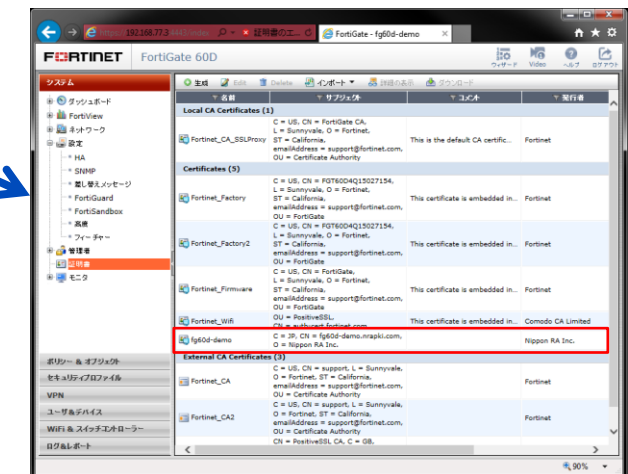 https://192.168.77.3:8443/index
証明書のエ...
FortiGate - fg60d-demo
FORTINET
FortiGate 60D
ウィザード
Video
ヘルプ
ログアウト
システム
ダッシュボード
FortiView
ネットワーク
設定
HA
SNMP
差し替えメッセージ
FortiGuard
FortiSandbox
高度
フィーチャー
管理者
証明書
モニタ
ポリシー & オブジェクト
セキュリティプロファイル
VPN
ユーザ&デバイス
WiFi & スイッチコントローラー
ログ&レポート
生成 Delete インポート 詳細の表示 ダウンロード
名前 サブジェクト コメント 発行者
Local CA Certificates (1)
Fortinet_CA_SSLProxy
C = US, CN = FortiGate CA,
L = Sunnyvale, O = Fortinet,
ST = California,
emailAddress = support@fortinet.com,
OU = Certificate Authority
This is the default CA certific...
Fortinet
Certificates (5)
Fortinet_Factory
C = US, CN = FGT60D4Q15027154,
L = Sunnyvale, O = Fortinet,
ST = California,
emailAddress = support@fortinet.com,
OU = FortiGate
This certificate is embedded in...
Fortinet
Fortinet_Factory2
C = US, CN = FGT60D4Q15027154,
L = Sunnyvale, O = Fortinet,
ST = California,
emailAddress = support@fortinet.com,
OU = FortiGate
This certificate is embedded in...
Fortinet
Fortinet_Firmware
C = US, CN = FortiGate,
L = Sunnyvale, O = Fortinet,
ST = California,
emailAddress = support@fortinet.com,
OU = FortiGate
This certificate is embedded in...
Fortinet
Fortinet_Wifi
OU = PositiveSSL,
CN = authcert.fortinet.com
This certificate is embedded in...
Comodo CA Limited
fg60d-demo
C = JP, CN = fg60d-demo.nrapki.com,
O = Nippon RA Inc.
Nippon RA Inc.
External CA Certificates (3)
Fortinet_CA
C = US, CN = support, L = Sunnyvale,
O = Fortinet, ST = California,
emailAddress = support@fortinet.com,
OU = Certificate Authority
Fortinet
Fortinet_CA2
C = US, CN = support, L = Sunnyvale,
O = Fortinet, ST = California,
emailAddress = support@fortinet.com,
OU = Certificate Authority
Fortinet
CN = PositiveSSL CA, C = GB,
90%